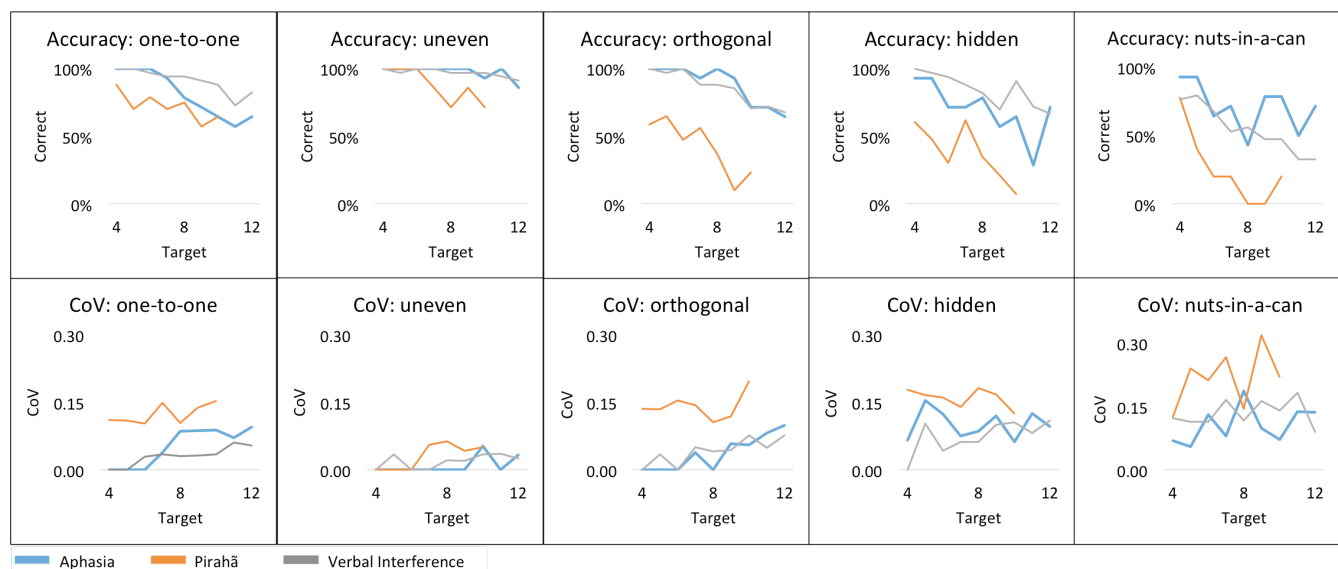 Accuracy: one-to-one
100%
50%
0%
Correct
4 8 12
Target
Accuracy: uneven
100%
50%
0%
Correct
4 8 12
Target
Accuracy: orthogonal
100%
50%
0%
Correct
4 8 12
Target
Accuracy: hidden
100%
50%
0%
Correct
4 8 12
Target
Accuracy: nuts-in-a-can
100%
50%
0%
Correct
4 8 12
Target
CoV: one-to-one
0.30
0.15
0.00
CoV
4 8 12
Target
CoV: uneven
0.30
0.15
0.00
CoV
4 8 12
Target
CoV: orthogonal
0.30
0.15
0.00
CoV
4 8 12
Target
CoV: hidden
0.30
0.15
0.00
CoV
4 8 12
Target
CoV: nuts-in-a-can
0.30
0.15
0.00
CoV
4 8 12
Target
Aphasia Pirahã Verbal Interference